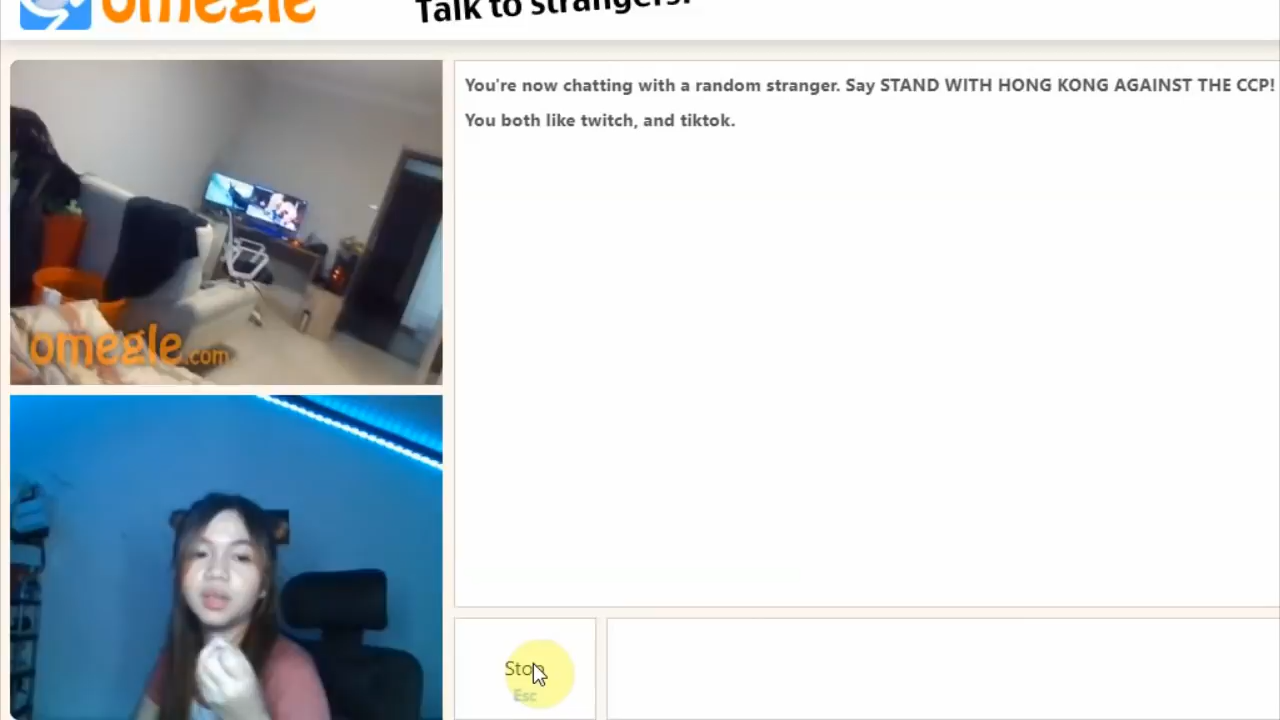 omegle
Talk to strangers!
You're now chatting with a random stranger. Say STAND WITH HONG KONG AGAINST THE CCP!
You both like twitch, and tiktok.
omegle.com
Stop
Esc